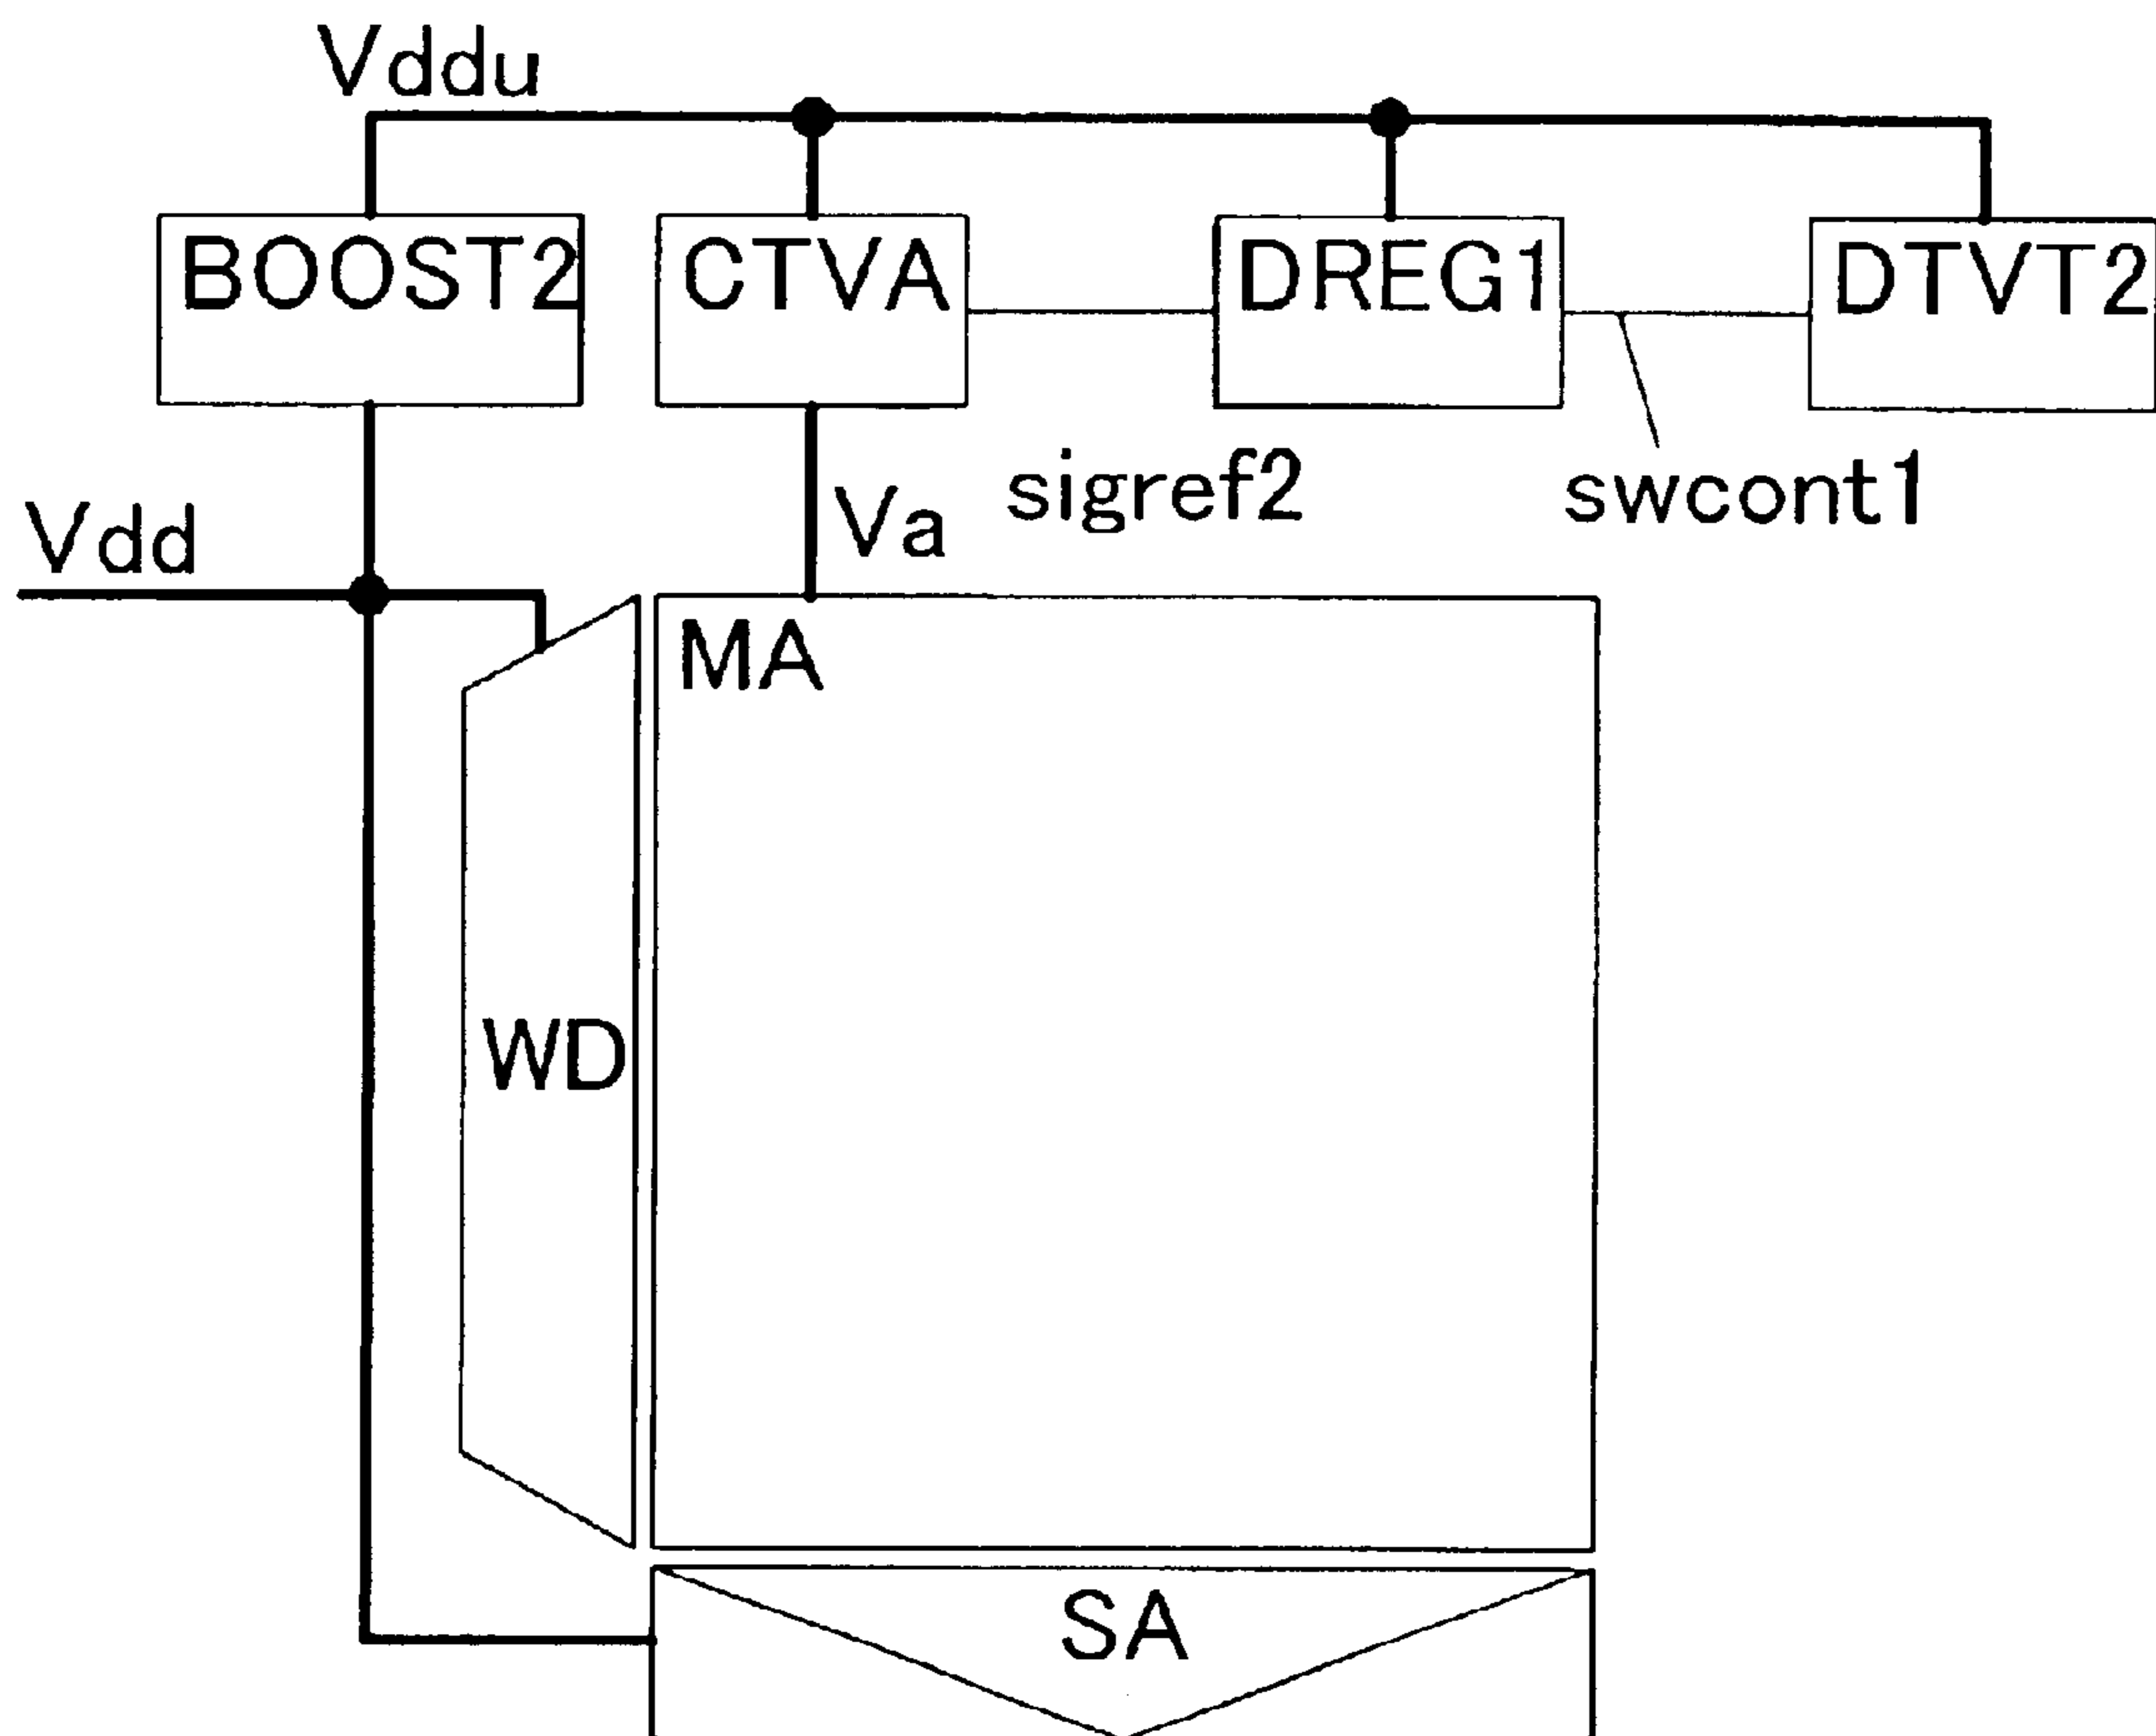 Vddu
BOOST2
CTVA
DREG1
DTVT2
sigref2
swcont1
Va
Vdd
MA
WD
SA